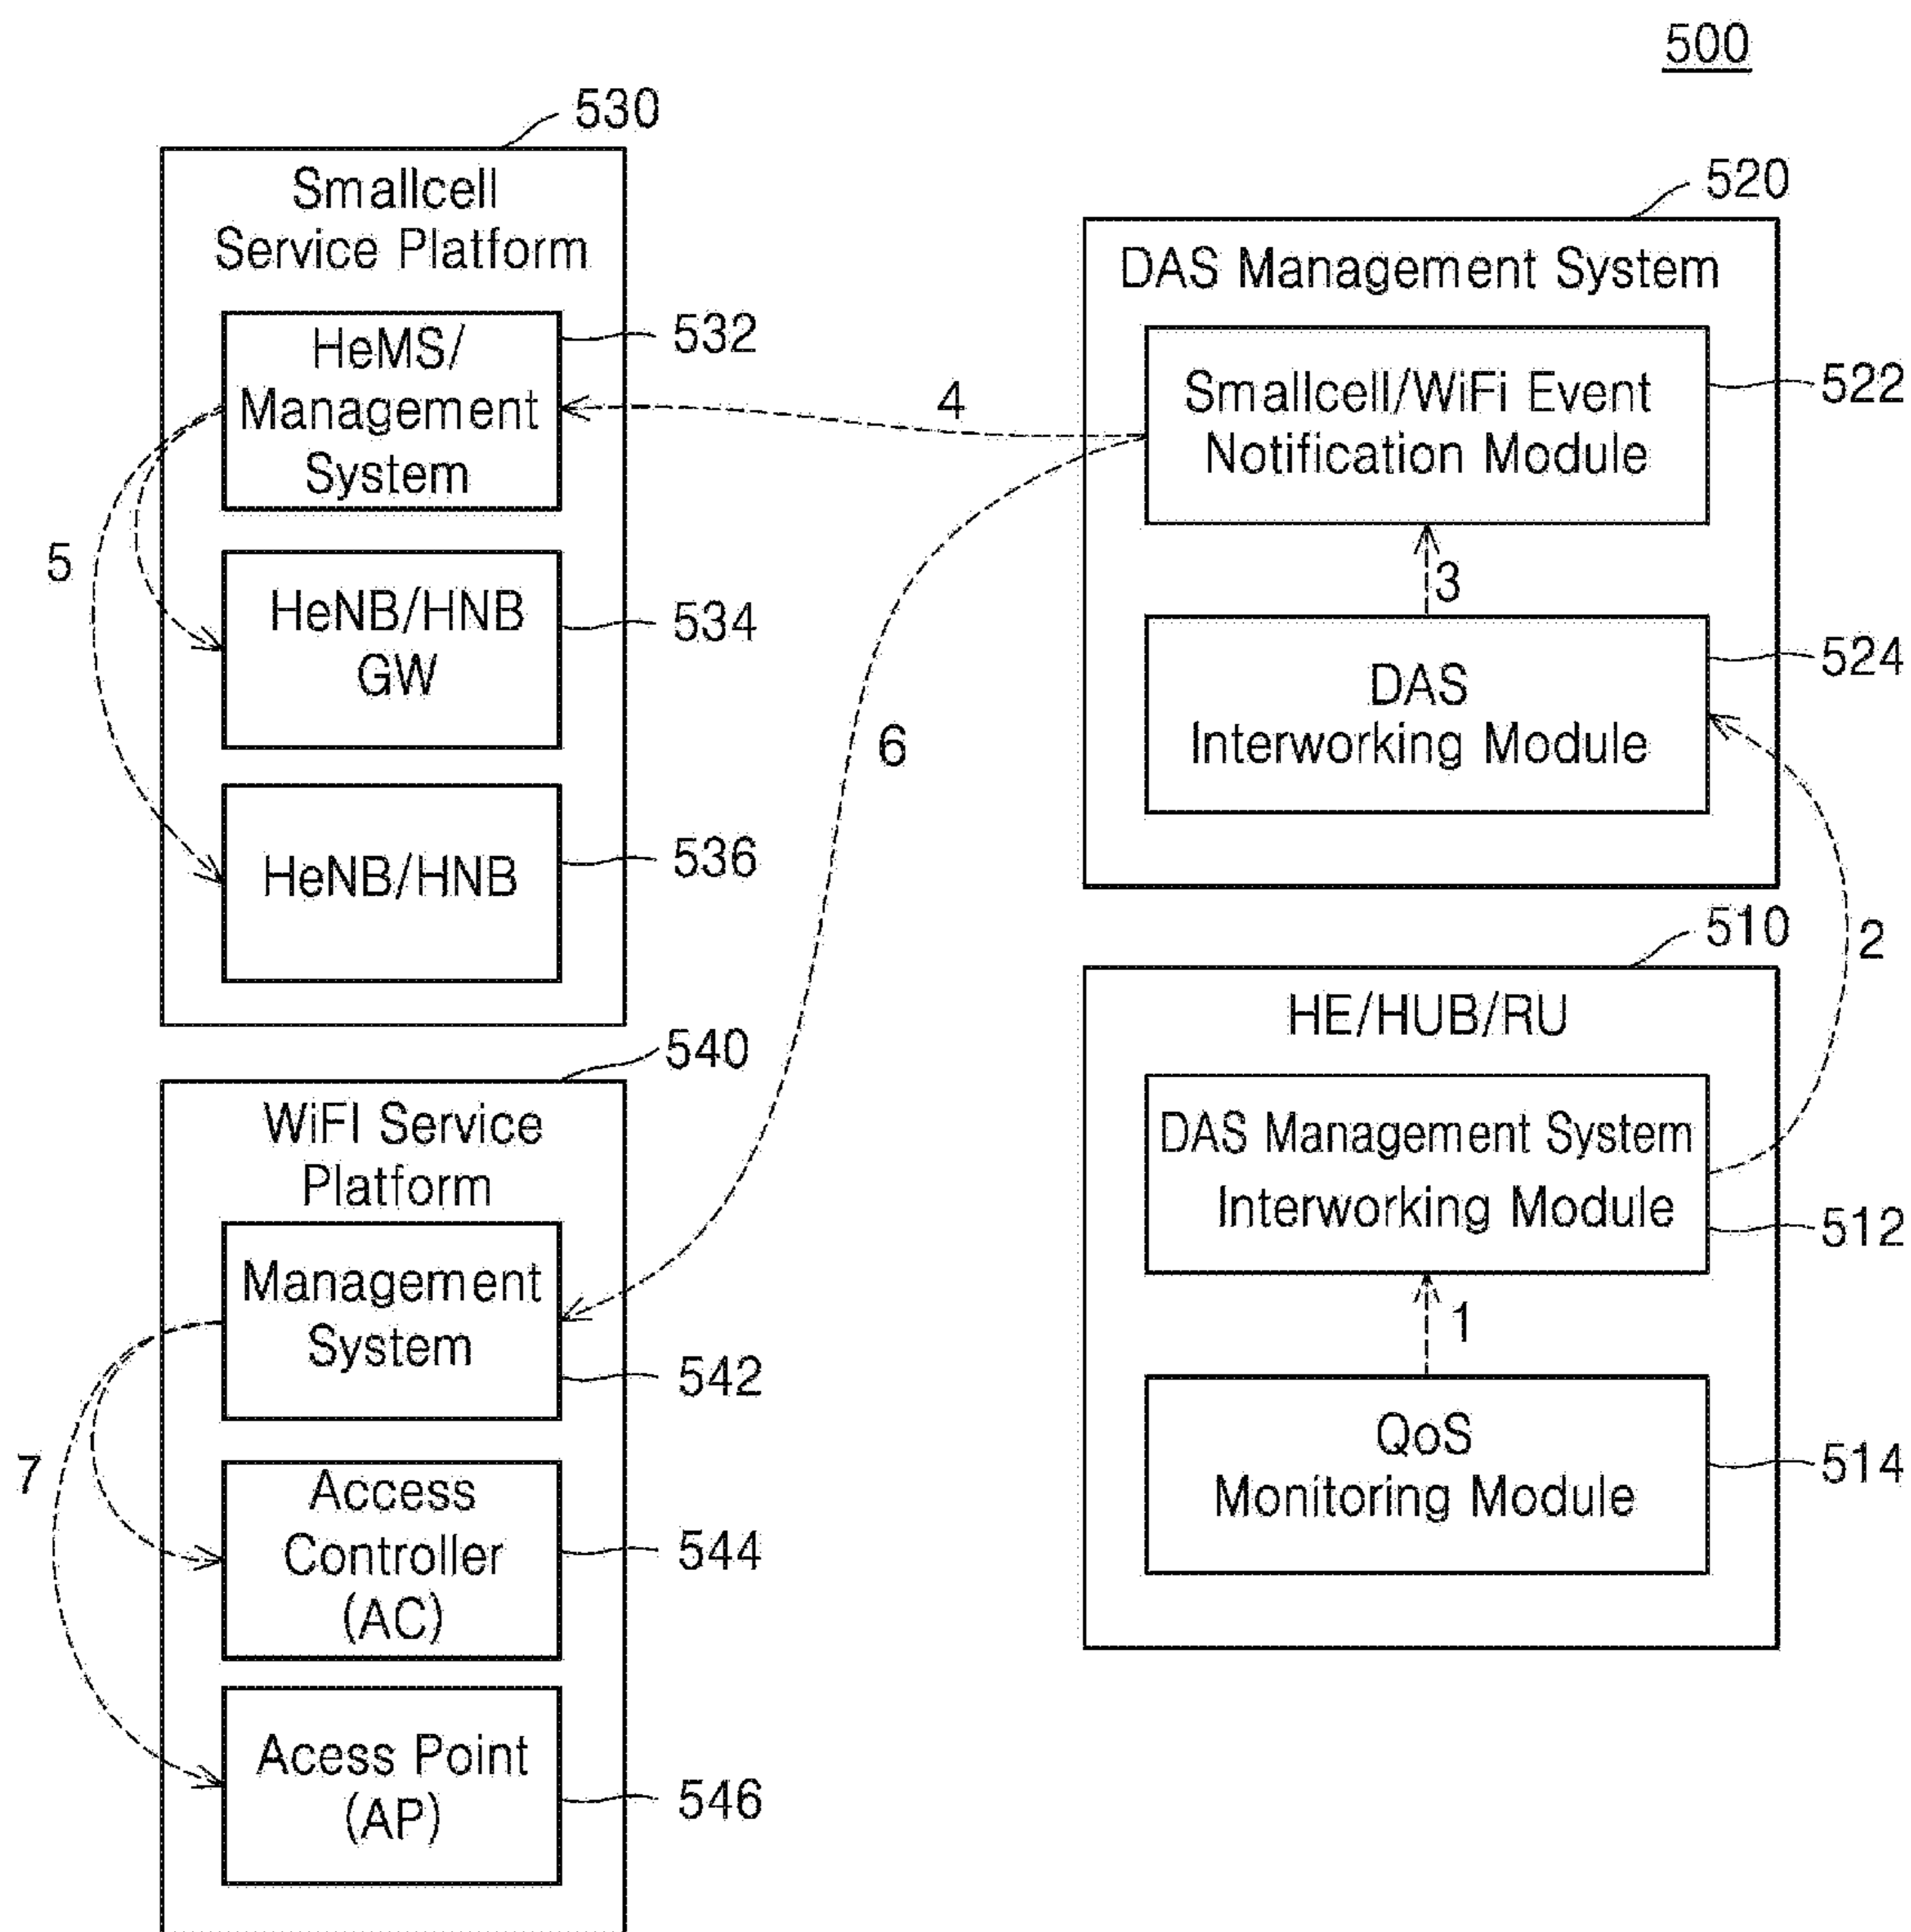 500
530
Smallcell
Service Platform
HeMS/
Management
System
532
HeNB/HNB
GW
534
HeNB/HNB
536
5
4
6
520
DAS Management System
Smallcell/WiFi Event
Notification Module
522
3
DAS
Interworking Module
524
2
510
HE/HUB/RU
DAS Management System
Interworking Module
512
1
QoS
Monitoring Module
514
540
WiFI Service
Platform
Management
System
542
7
Access
Controller
(AC)
544
Acess Point
(AP)
546